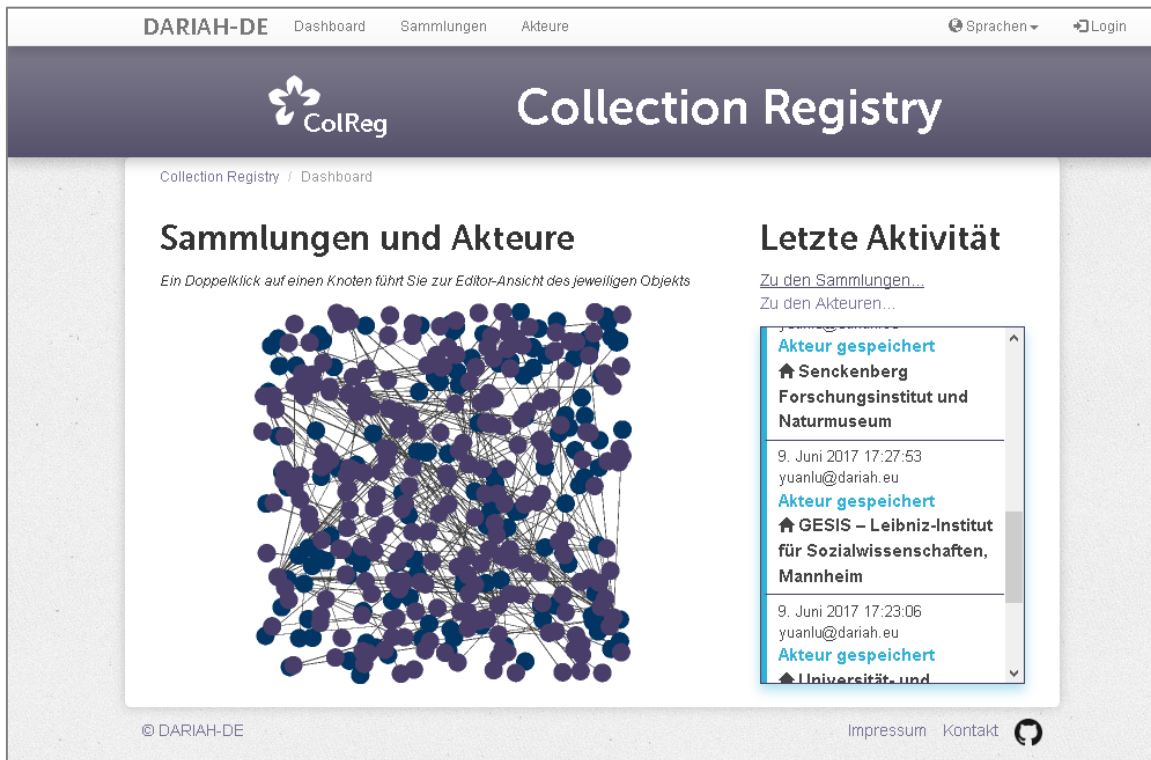 DARIAH-DE Dashboard Sammlungen Akteure Sprachen Login
ColReg
Collection Registry
Collection Registry / Dashboard
Sammlungen und Akteure
Ein Doppelklick auf einen Knoten führt Sie zur Editor-Ansicht des jeweiligen Objekts
Letzte Aktivität
Zu den Sammlungen...
Zu den Akteuren...
Akteur gespeichert
Senckenberg
Forschungsinstitut und
Naturmuseum
9. Juni 2017 17:27:53
yuanlu@dariah.eu
Akteur gespeichert
GESIS – Leibniz-Institut
für Sozialwissenschaften,
Mannheim
9. Juni 2017 17:23:06
yuanlu@dariah.eu
Akteur gespeichert
Universität- und
© DARIAH-DE
Impressum Kontakt